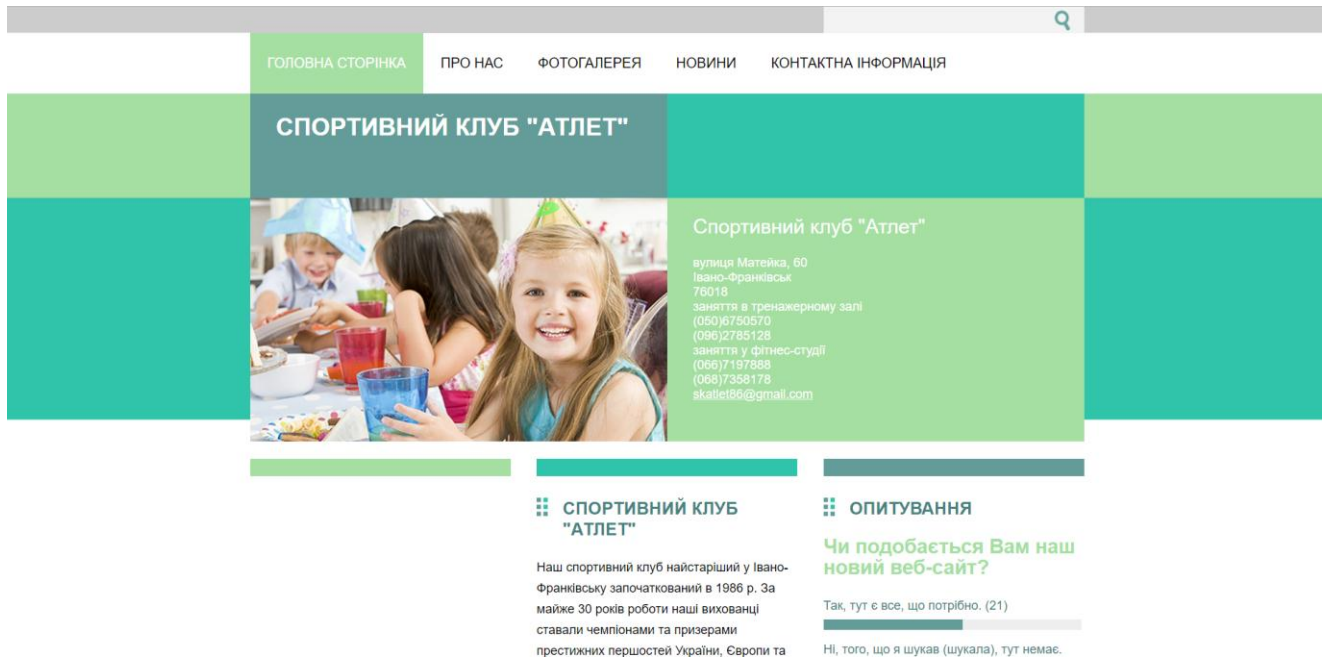 ГОЛОВНА СТОРІНКА
ПРО НАС
ФОТОГАЛЕРЕЯ
НОВИНИ
КОНТАКТНА ІНФОРМАЦІЯ
СПОРТИВНИЙ КЛУБ "АТЛЕТ"
Спортивний клуб "Атлет"
вулиця Матейка, 60
Івано-Франківськ
76018
заняття в тренажерному залі
(050)6750570
(096)2785128
заняття у фітнес-студії
(066)7197888
(068)7358178
skatlet86@gmail.com
СПОРТИВНИЙ КЛУБ
"АТЛЕТ"
Наш спортивний клуб найстаріший у Івано-
Франківську започаткований в 1986 р. За
майже 30 років роботи наші вихованці
ставали чемпіонами та призерами
престижних першостей України, Європи та
ОПИТУВАННЯ
Чи подобається Вам наш
новий веб-сайт?
Так, тут є все, що потрібно. (21)
Ні, того, що я шукав (шукала), тут немає.